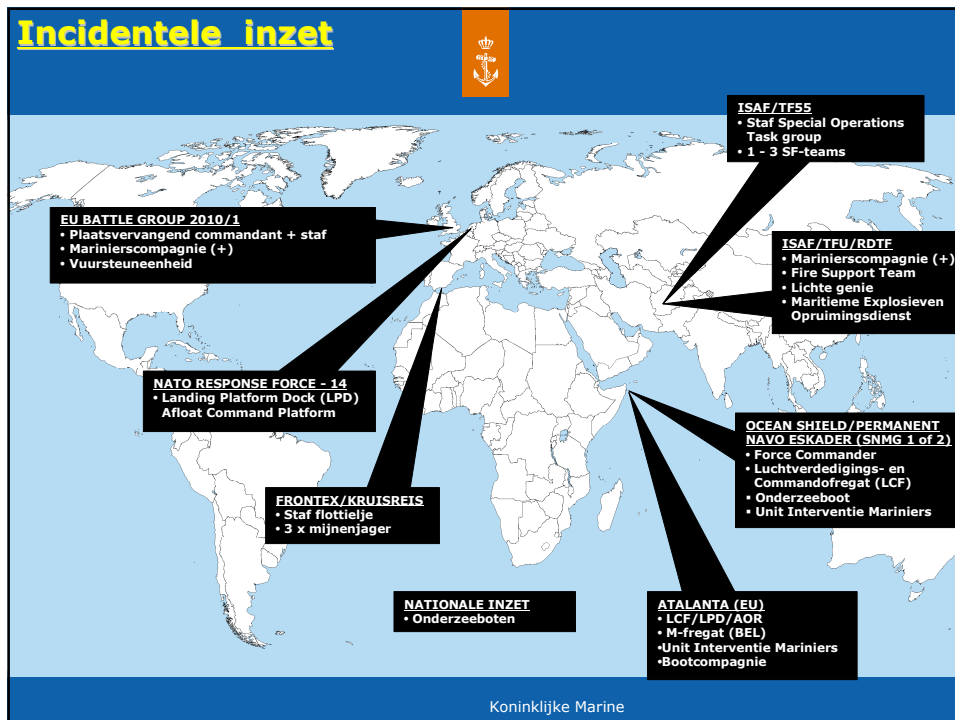 Incidentele inzet
ISAF/TF55
• Staf Special Operations
Task group
• 1 - 3 SF-teams
EU BATTLE GROUP 2010/1
• Plaatsvervangend commandant + staf
• Marinierscompagnie (+)
• Vuursteuneenheid
ISAF/TFU/RDTF
• Marinierscompagnie (+)
• Fire Support Team
• Lichte genie
• Maritieme Explosieven
Opruimingsdienst
NATO RESPONSE FORCE - 14
• Landing Platform Dock (LPD)
Afloat Command Platform
OCEAN SHIELD/PERMANENT
NAVO ESKADER (SNMG 1 of 2)
• Force Commander
• Luchtverdedigings- en
Commandofregat (LCF)
▪ Onderzeeboot
▪ Unit Interventie Mariniers
FRONTEX/KRUISREIS
• Staf flottielje
• 3 x mijnenjager
NATIONALE INZET
• Onderzeeboten
ATALANTA (EU)
• LCF/LPD/AOR
• M-fregat (BEL)
•Unit Interventie Mariniers
•Bootcompagnie
Koninklijke Marine